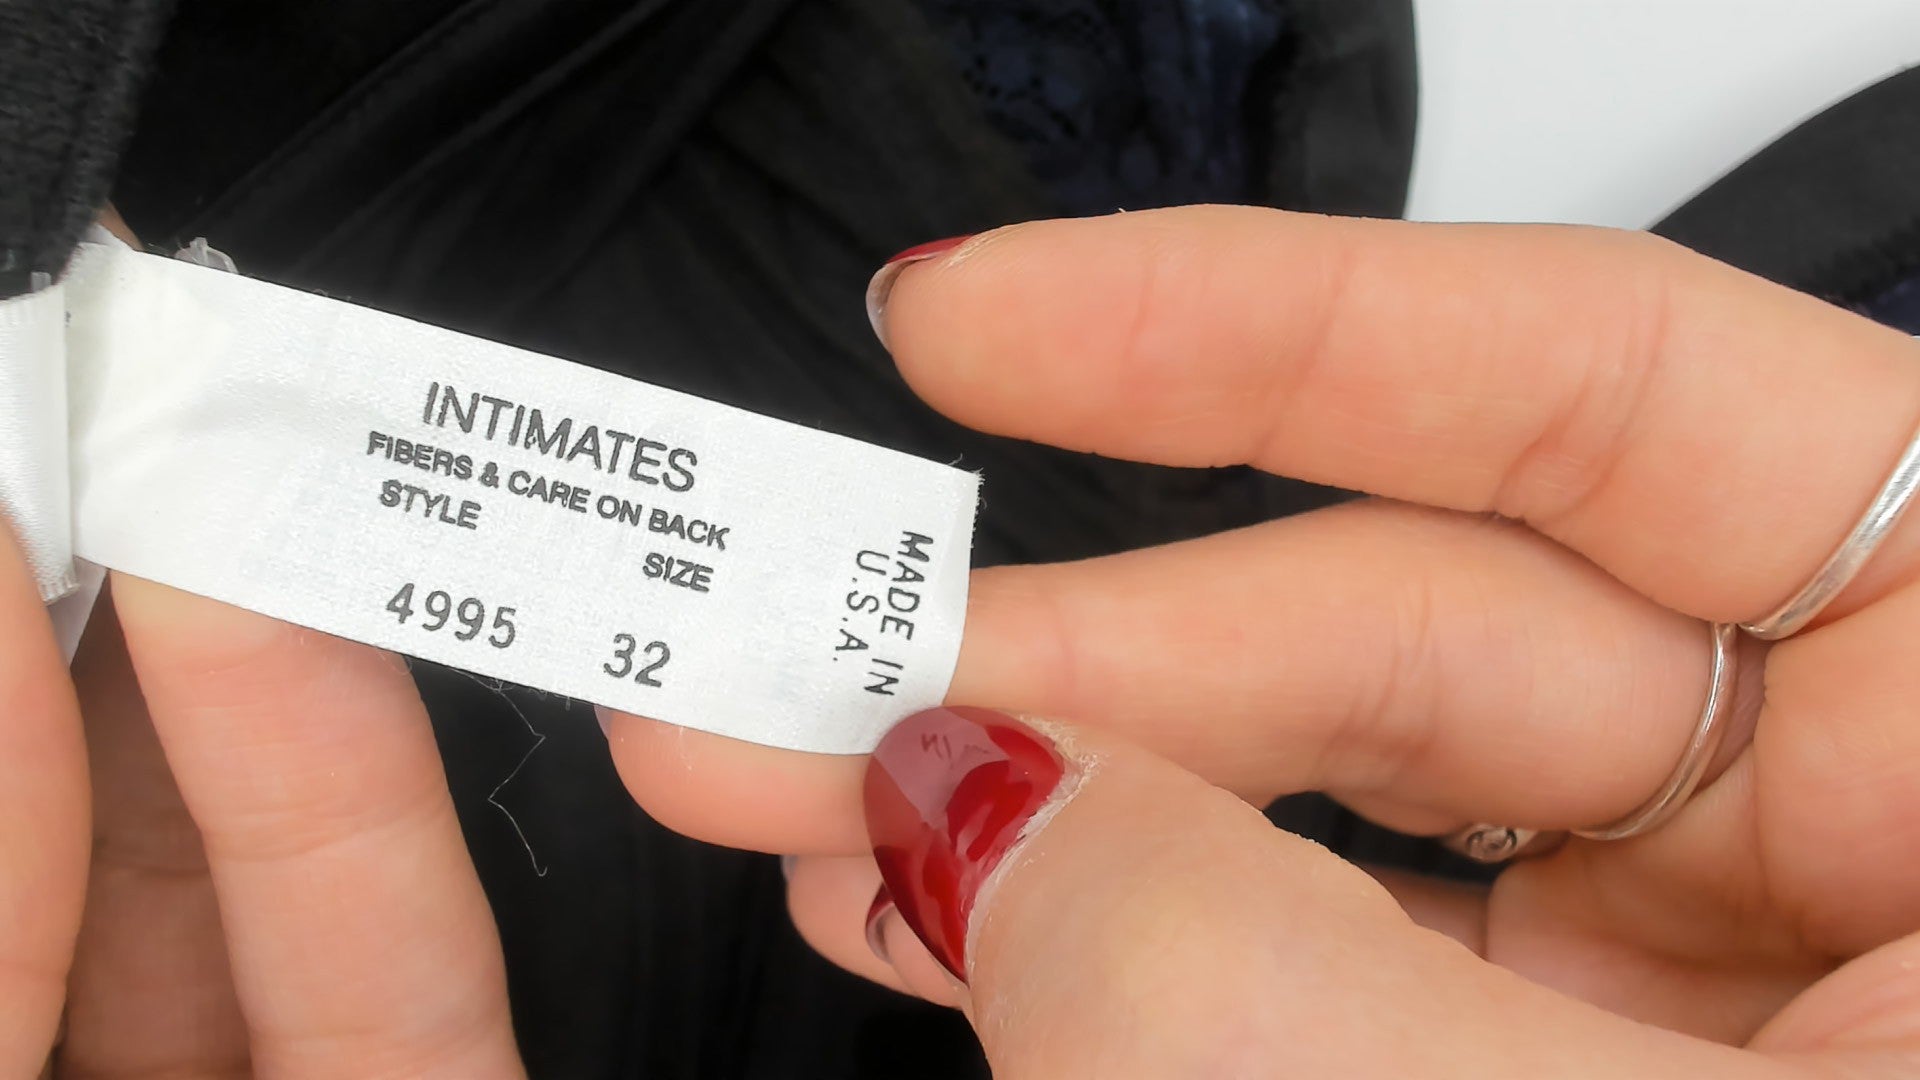 INTIMATES
FIBERS & CARE ON BACK
STYLE
SIZE
4995 32
MADE IN
U.S.A.